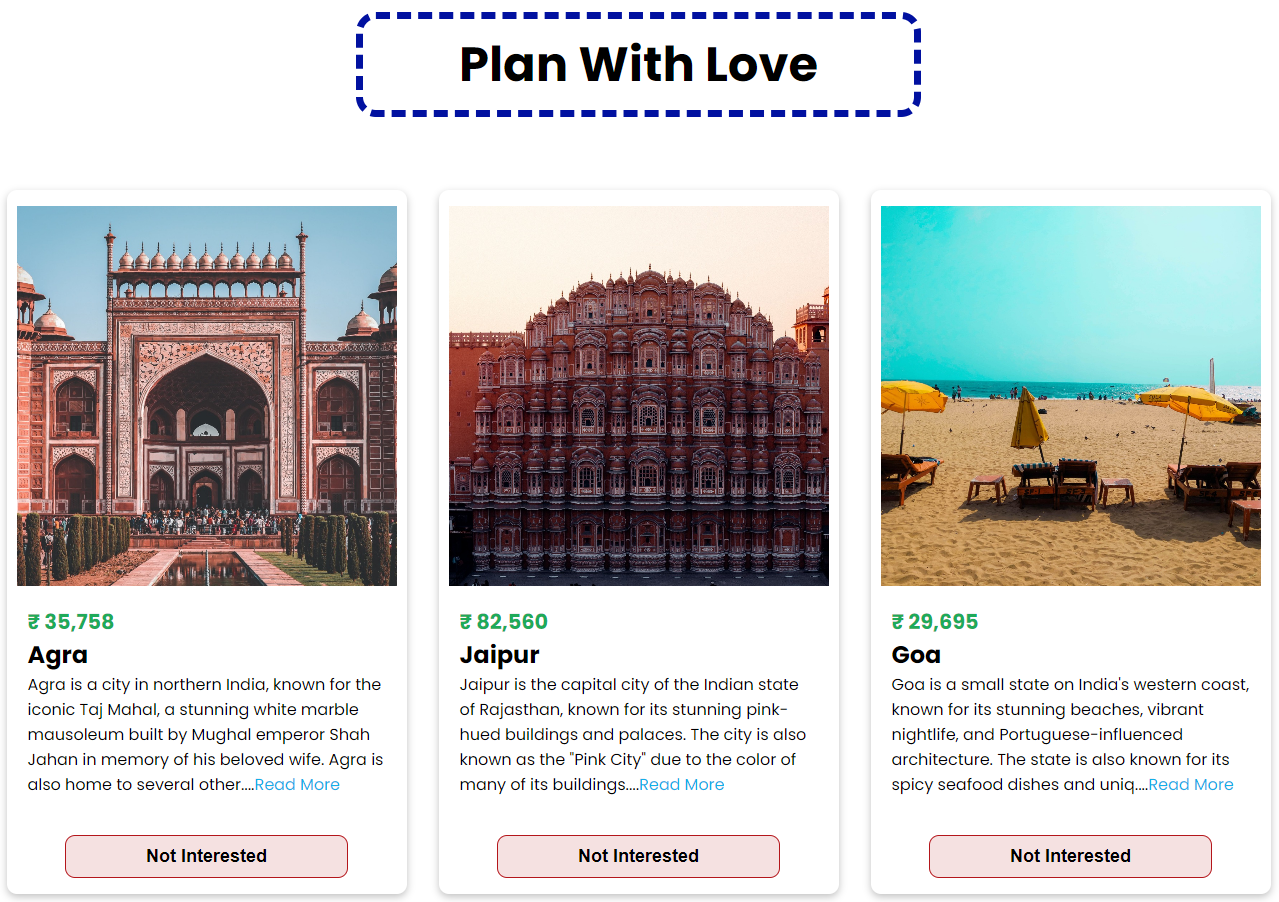 Plan With Love
₹ 35,758
Agra
Agra is a city in northern India, known for the
iconic Taj Mahal, a stunning white marble
mausoleum built by Mughal emperor Shah
Jahan in memory of his beloved wife. Agra is
also home to several other....Read More
Not Interested
₹ 82,560
Jaipur
Jaipur is the capital city of the Indian state
of Rajasthan, known for its stunning pink-
hued buildings and palaces. The city is also
known as the "Pink City" due to the color of
many of its buildings....Read More
Not Interested
₹ 29,695
Goa
Goa is a small state on India's western coast,
known for its stunning beaches, vibrant
nightlife, and Portuguese-influenced
architecture. The state is also known for its
spicy seafood dishes and uniq....Read More
Not Interested